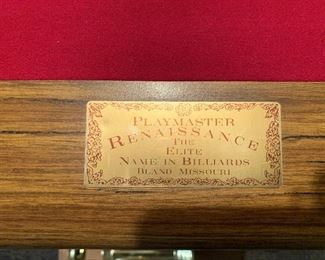 PLAYMASTER
RENAISSANCE
THE
ELITE
NAME IN BILLIARDS
BLAND MISSOURI